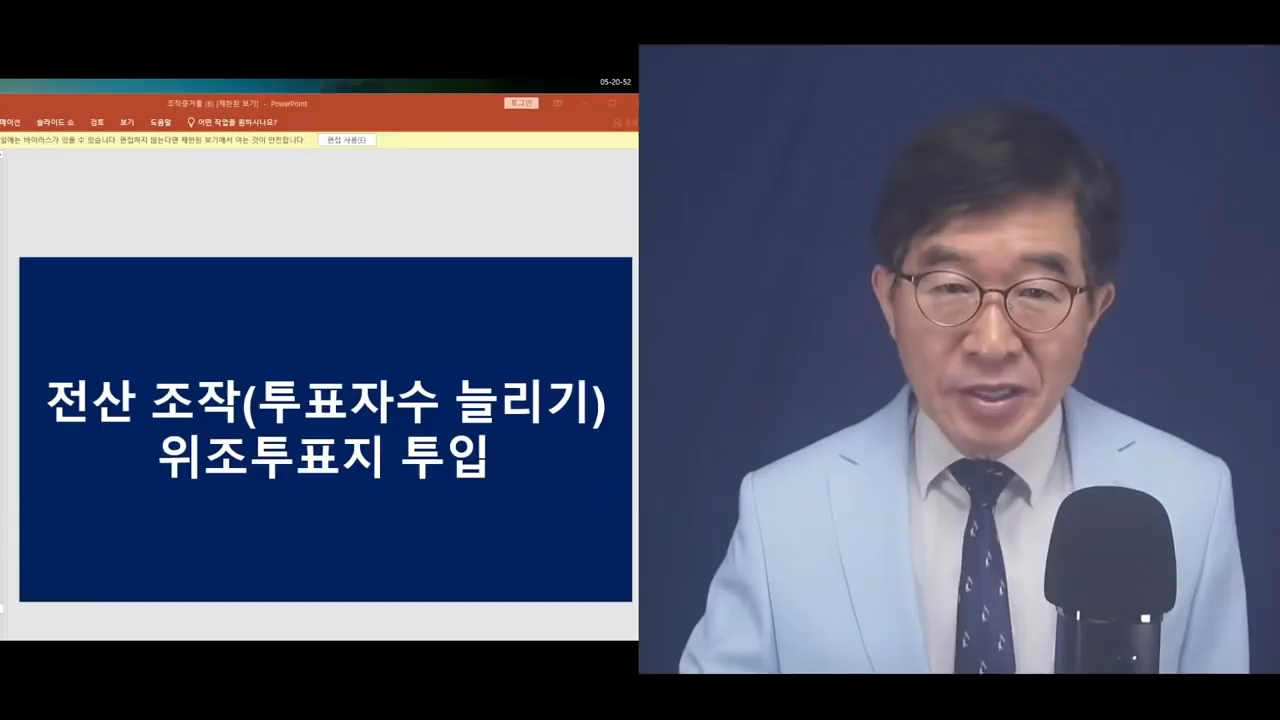 05-20-52
조작증거물 (6) [제한된 보기] - PowerPoint
로그인
메이션 슬라이드 쇼 검토 보기 도움말 어떤 작업을 원하시나요?
일에는 바이러스가 있을 수 있습니다. 편집하지 않는다면 제한된 보기에서 여는 것이 안전합니다. 편집 사용(E)
전산 조작(투표자수 늘리기)
위조투표지 투입